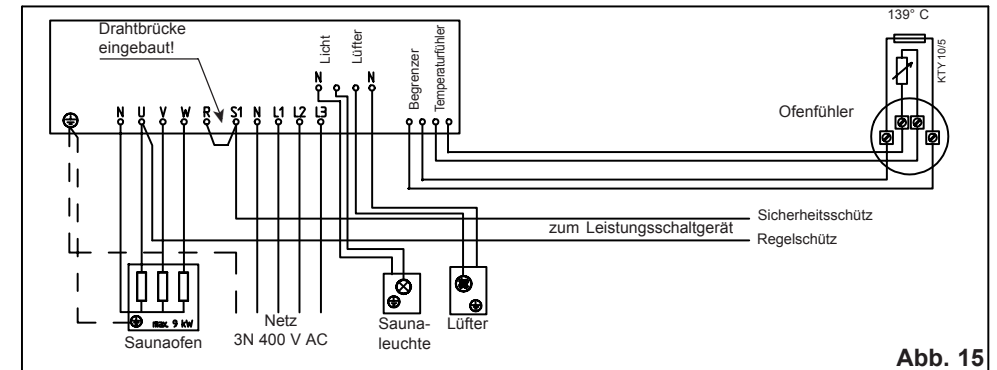 139° C
Drahtbrücke
eingebaut!
Licht
Lüfter
N
N
Begrenzer
Temperaturfühler
KTY 10/5
Ofenfühler
N U V W R S1 N L1 L2 L3
Sicherheitsschütz
zum Leistungsschaltgerät
Regelschütz
max. 9 kW
Saunaofen
Netz
3N 400 V AC
Sauna-
leuchte
Lüfter
Abb. 15